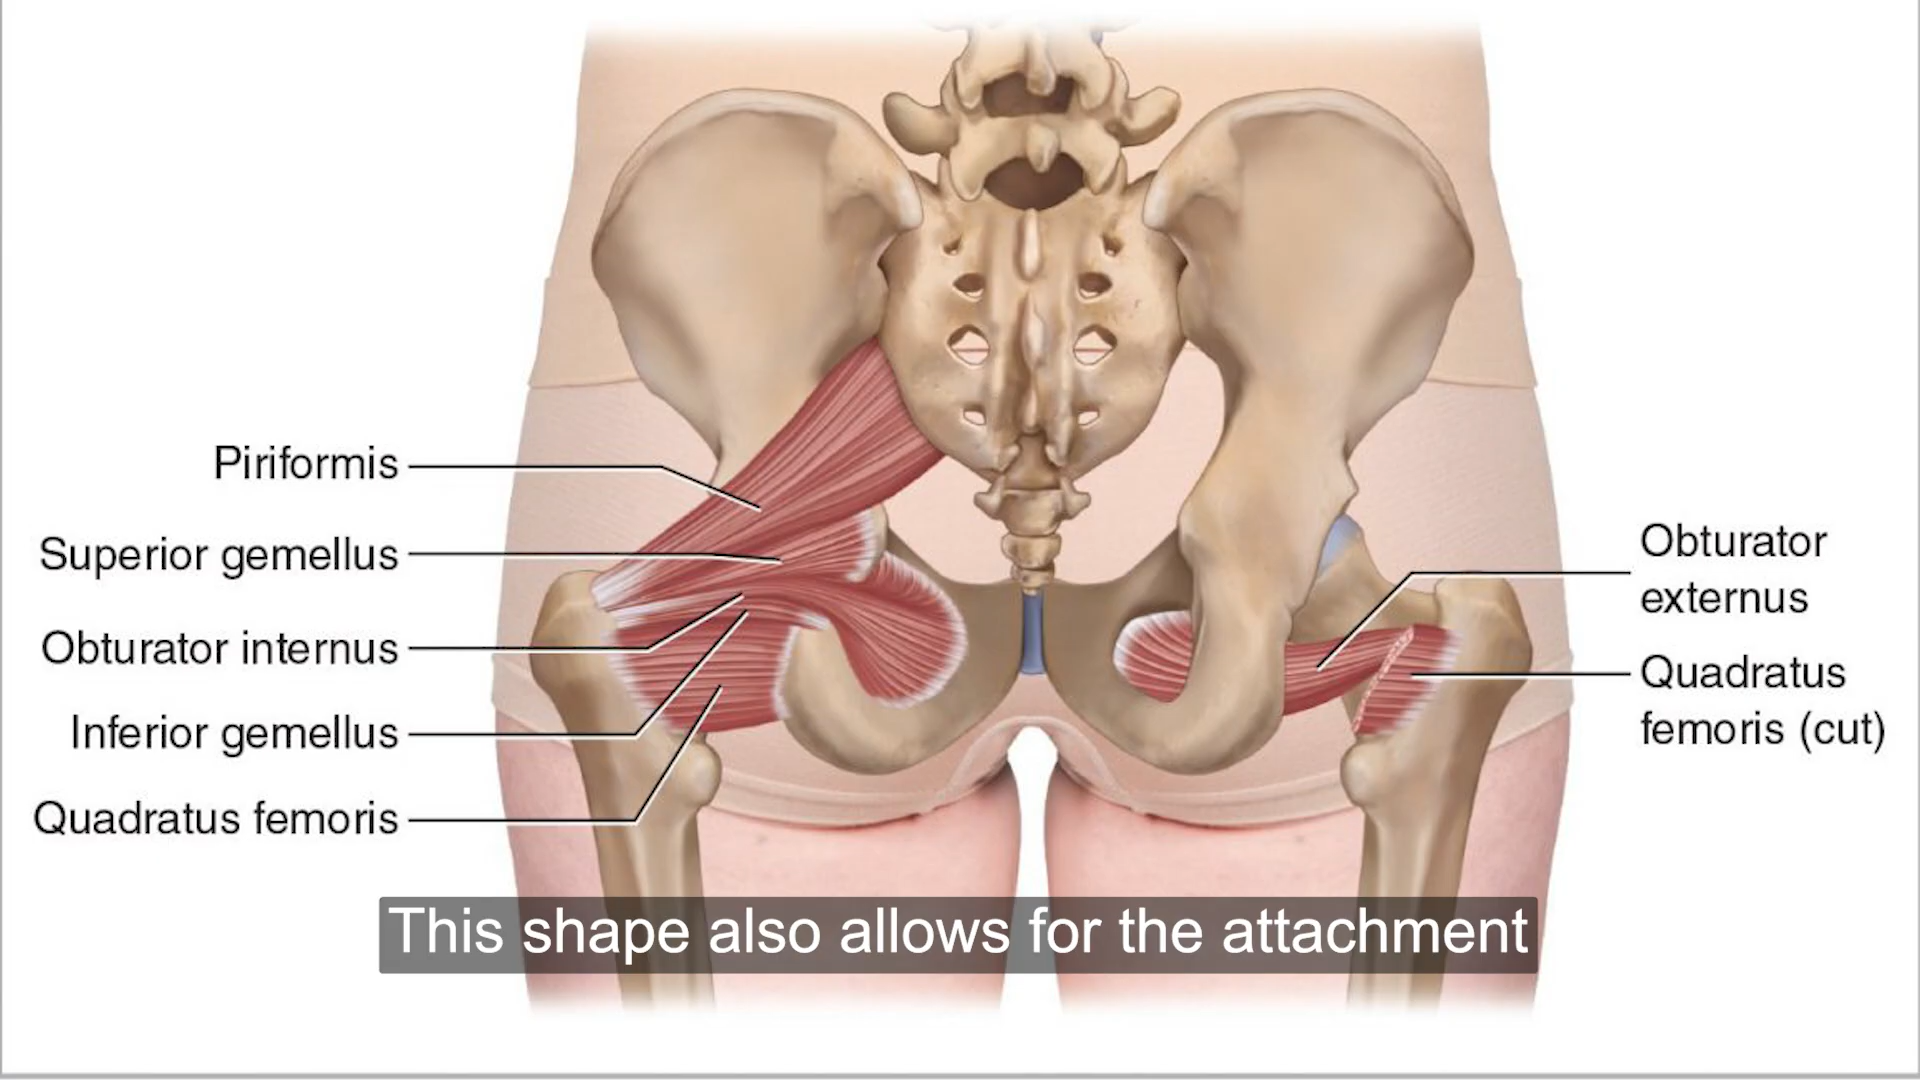 Piriformis
Superior gemellus
Obturator internus
Inferior gemellus
Quadratus femoris
Obturator
externus
Quadratus
femoris (cut)
This shape also allows for the attachment